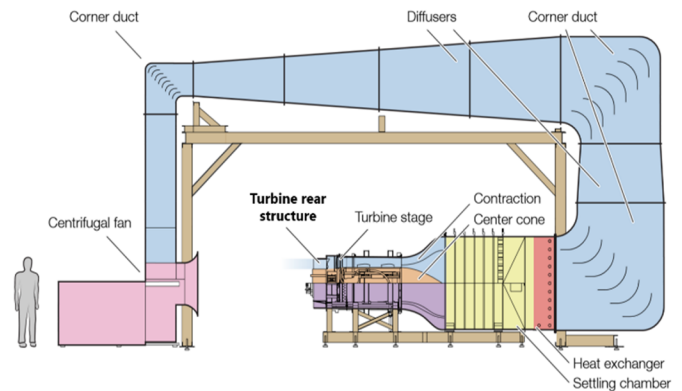 Corner duct
Diffusers
Corner duct
Turbine rear
structure
Turbine stage
Contraction
Center cone
Centrifugal fan
Heat exchanger
Settling chamber